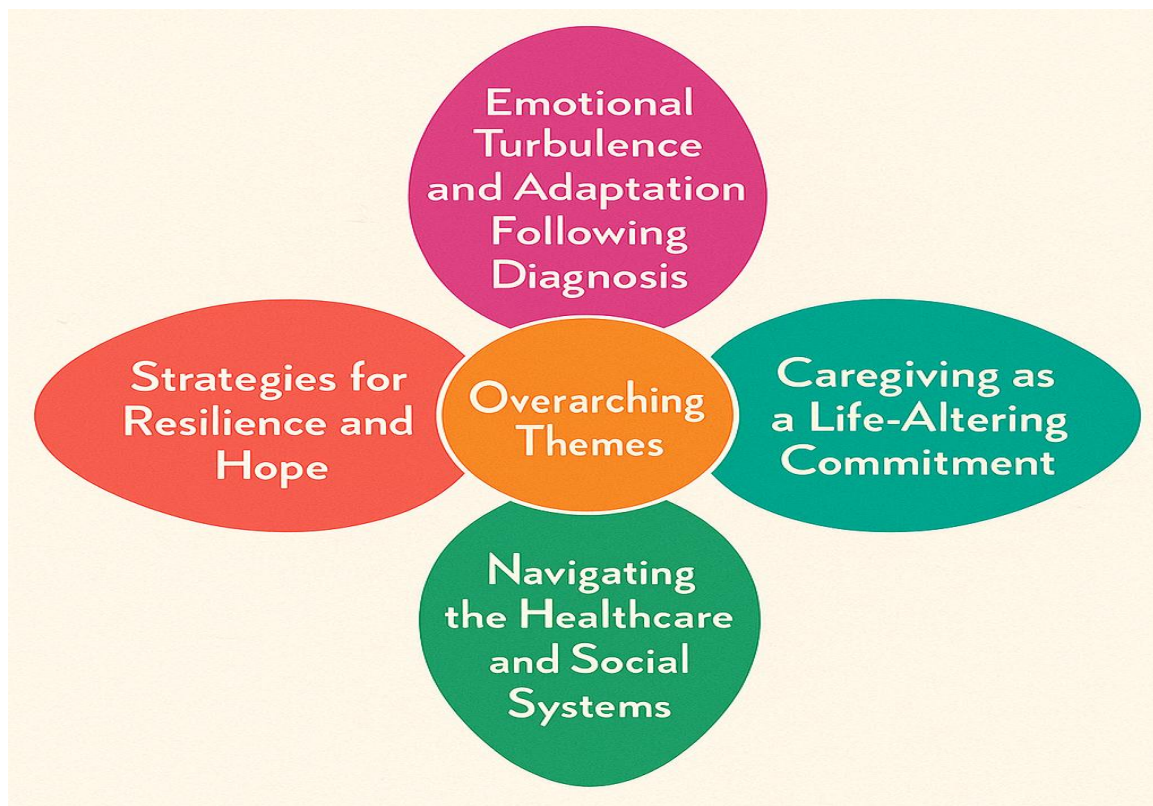 Emotional
Turbulence
and Adaptation
Following
Diagnosis
Strategies for
Resilience and
Hope
Overarching
Themes
Caregiving as
a Life-Altering
Commitment
Navigating
the Healthcare
and Social
Systems